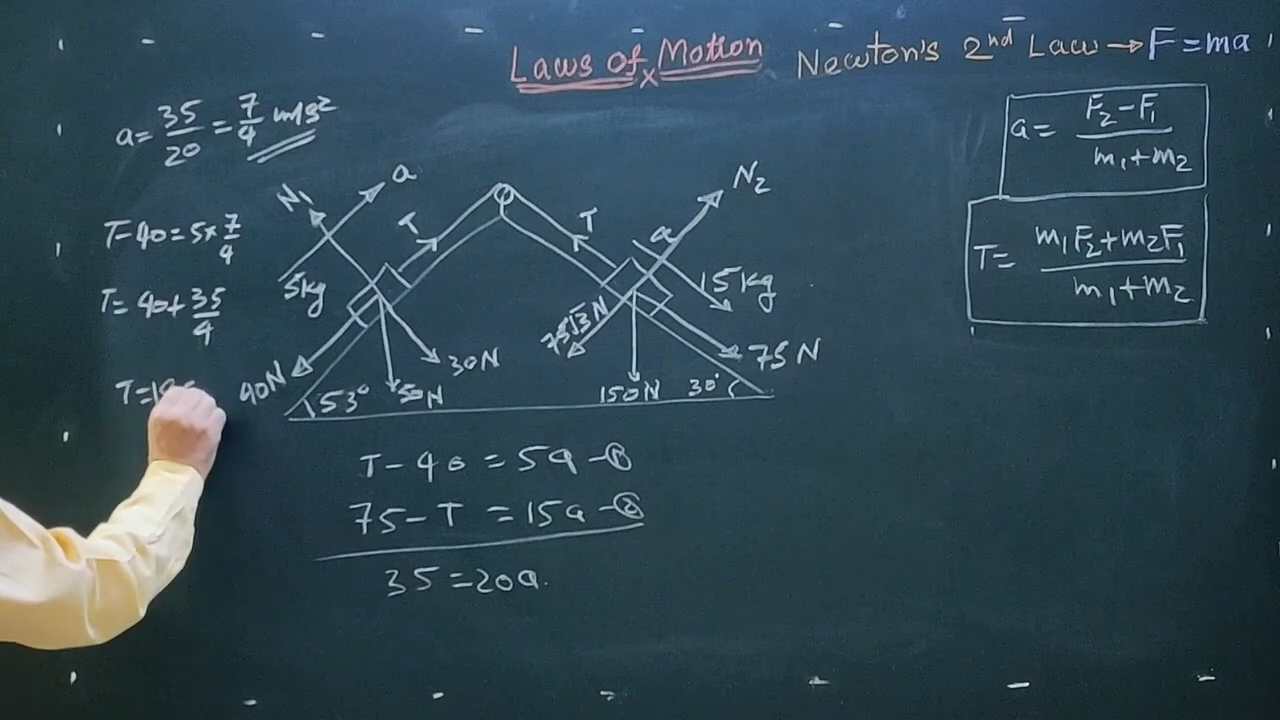 Laws Of Motion Newton's 2nd Law → F = ma
a = 35/20 = 7/4 m/s²
a = (F₂ - F₁)/(m₁ + m₂)
T = (m₁F₂ + m₂F₁)/(m₁ + m₂)
T - 40 = 5 × 7/4
T = 40 + 35/4
N₁
a
T
5kg
40N
30N
50N
53°
T
a
N₂
15kg
75√3N
75N
150N
30°
T - 40 = 5a - ①
75 - T = 15a - ②
35 = 20a.